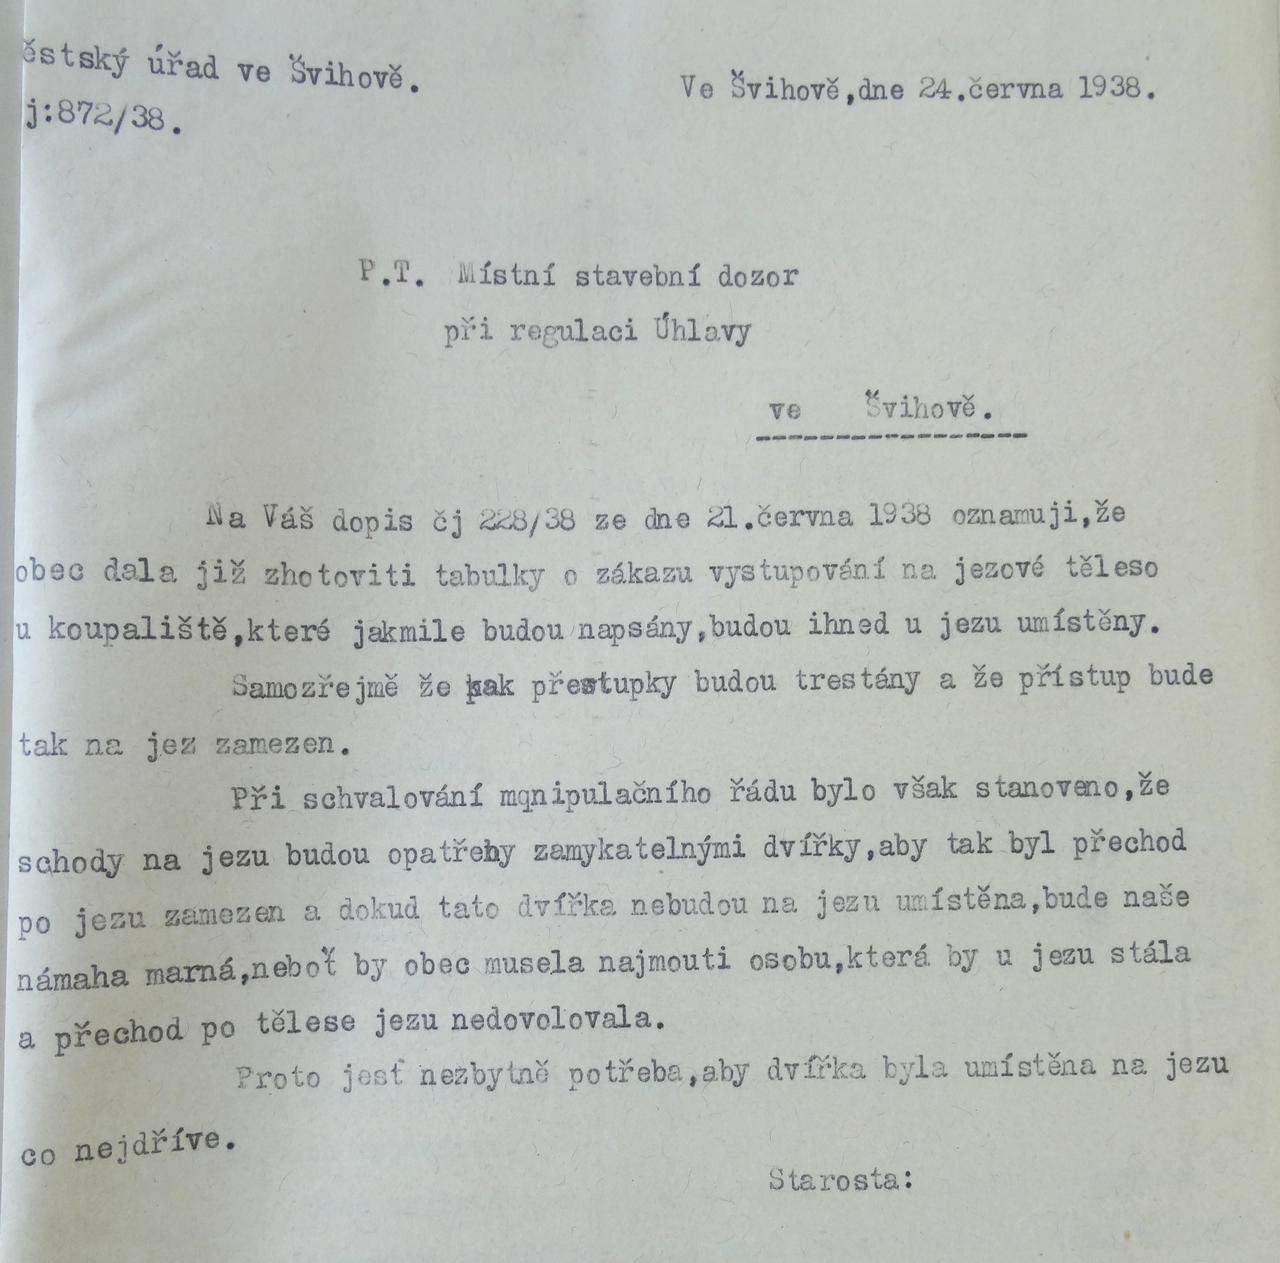 ěstský úřad ve Švihově.
j:872/38.
Ve Švihově,dne 24.června 1938.
P.T. Místní stavební dozor
při regulaci Úhlavy
ve Švihově.
Na Váš dopis čj 228/38 ze dne 21.června 1938 oznamuji,že
obec dala již zhotoviti tabulky o zákazu vystupování na jezové těleso
u koupaliště,které jakmile budou napsány,budou ihned u jezu umístěny.
Samozřejmě že pak přestupky budou trestány a že přístup bude
tak na jez zamezen.
Při schvalování mqnipulačního řádu bylo však stanoveno,že
schody na jezu budou opatřeny zamykatelnými dvířky,aby tak byl přechod
po jezu zamezen a dokud tato dvířka nebudou na jezu umístěna,bude naše
námaha marná,neboť by obec musela najmouti osobu,která by u jezu stála
a přechod po tělese jezu nedovolovala.
Proto jest nezbytně potřeba,aby dvířka byla umístěna na jezu
co nejdříve.
Starosta: